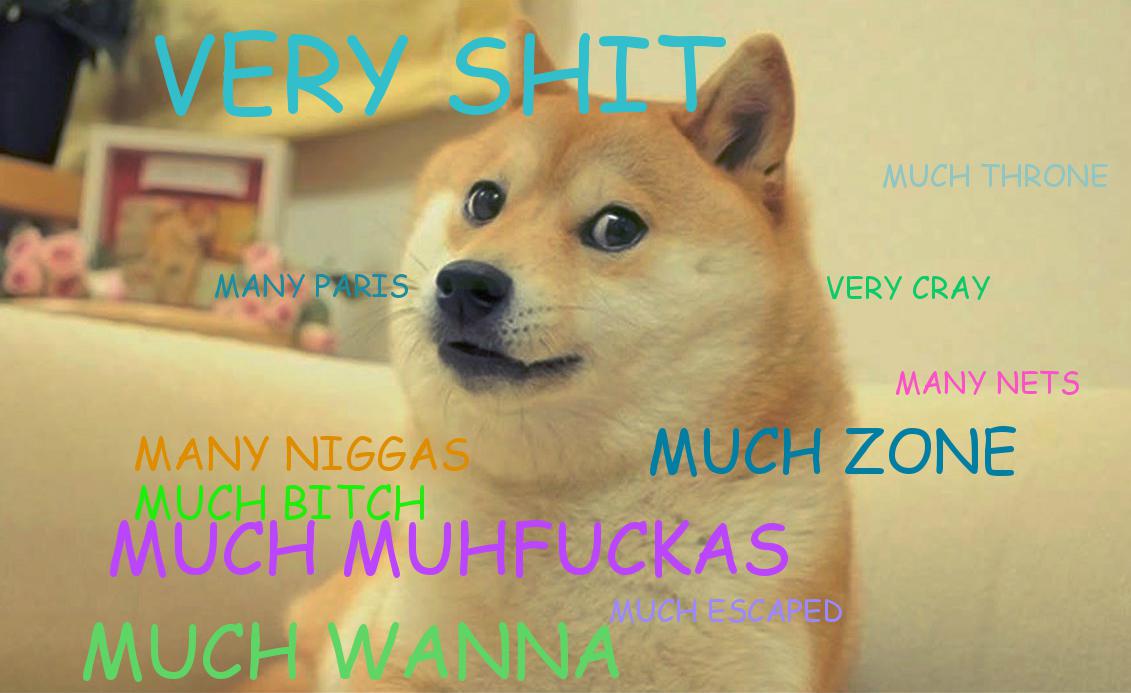 VERY SHIT
MUCH THRONE
MANY PARIS
VERY CRAY
MANY NETS
MUCH ZONE
MANY NIGGAS
MUCH BITCH
MUCH MUHFUCKAS
MUCH ESCAPED
MUCH WANNA